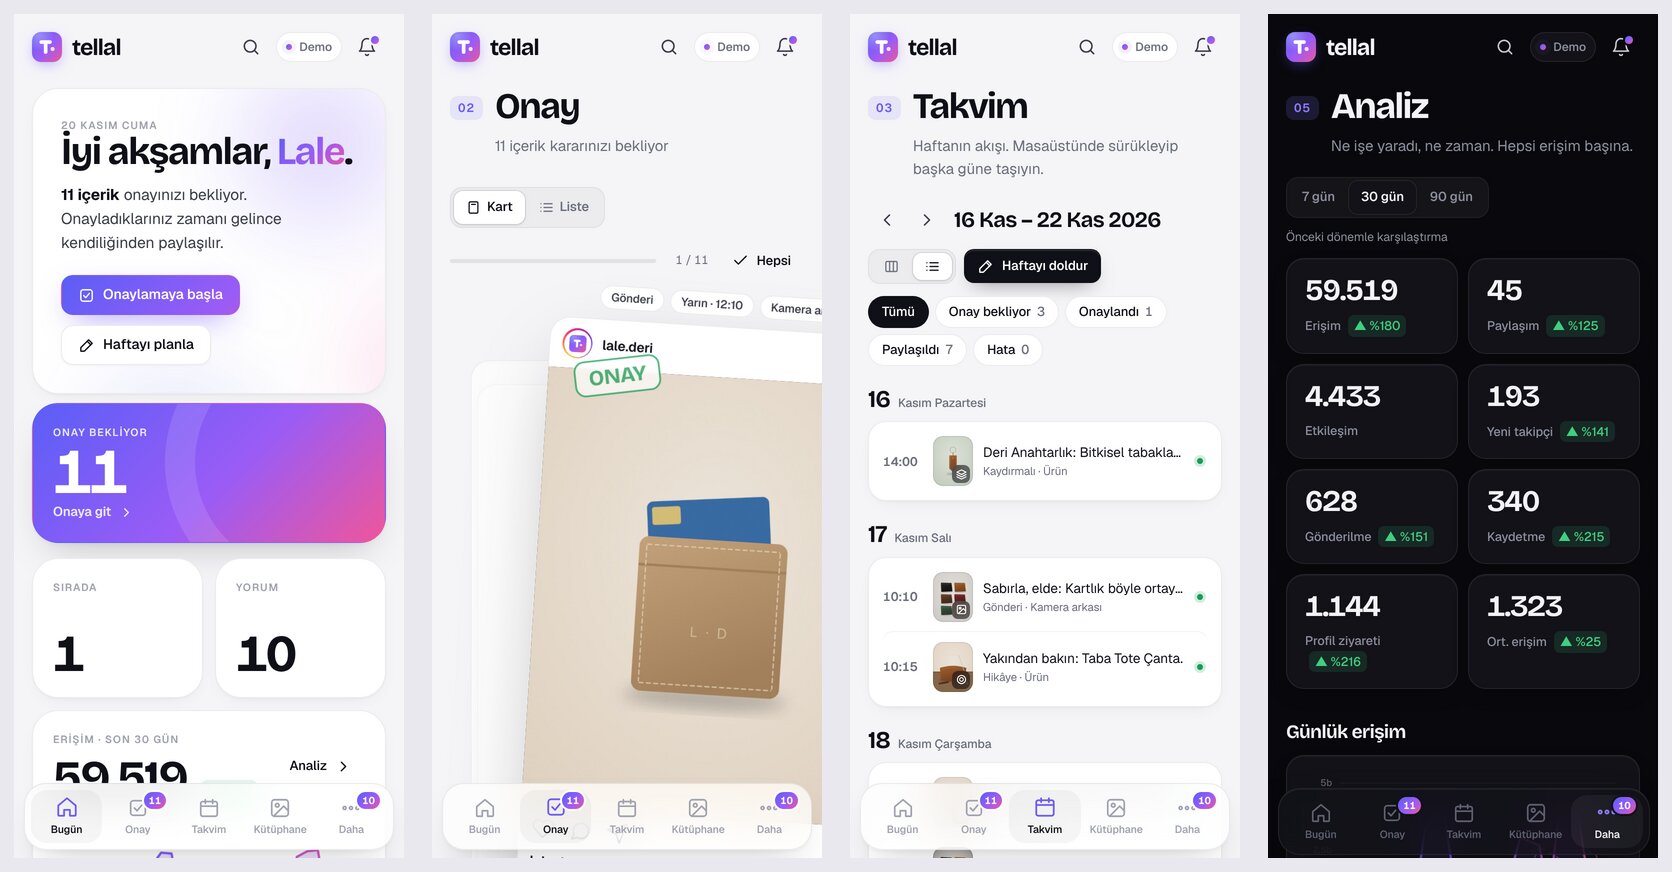 tellal
Demo
20 KASIM CUMA
İyi akşamlar, Lale.
11 içerik onayınızı bekliyor.
Onayladıklarınız zamanı gelince
kendiliğinden paylaşılır.
Onaylamaya başla
Haftayı planla
ONAY BEKLİYOR
11
Onaya git
SIRADA
1
YORUM
10
ERİŞİM · SON 30 GÜN
59.519
Analiz
Bugün
11
Onay
Takvim
Kütüphane
10
Daha
tellal
Demo
02
Onay
11 içerik kararınızı bekliyor
Kart
Liste
1 / 11
Hepsi
Gönderi
Yarın · 12:10
Kamera a
lale.deri
ONAY
L · D
Bugün
11
Onay
Takvim
Kütüphane
10
Daha
tellal
Demo
03
Takvim
Haftanın akışı. Masaüstünde sürükleyip
başka güne taşıyın.
16 Kas – 22 Kas 2026
Haftayı doldur
Tümü
Onay bekliyor 3
Onaylandı 1
Paylaşıldı 7
Hata 0
16 Kasım Pazartesi
14:00
Deri Anahtarlık: Bitkisel tabakla...
Kaydırmalı · Ürün
17 Kasım Salı
10:10
Sabırla, elde: Kartlık böyle ortay...
Gönderi · Kamera arkası
10:15
Yakından bakın: Taba Tote Çanta.
Hikâye · Ürün
18 Kasım Çarşamba
Bugün
11
Onay
Takvim
Kütüphane
10
Daha
tellal
Demo
05
Analiz
Ne işe yaradı, ne zaman. Hepsi erişim başına.
7 gün
30 gün
90 gün
Önceki dönemle karşılaştırma
59.519
Erişim ▲ %180
45
Paylaşım ▲ %125
4.433
Etkileşim
193
Yeni takipçi ▲ %141
628
Gönderilme ▲ %151
340
Kaydetme ▲ %215
1.144
Profil ziyareti
▲ %216
1.323
Ort. erişim ▲ %25
Günlük erişim
5b
Bugün
11
Onay
Takvim
Kütüphane
10
Daha